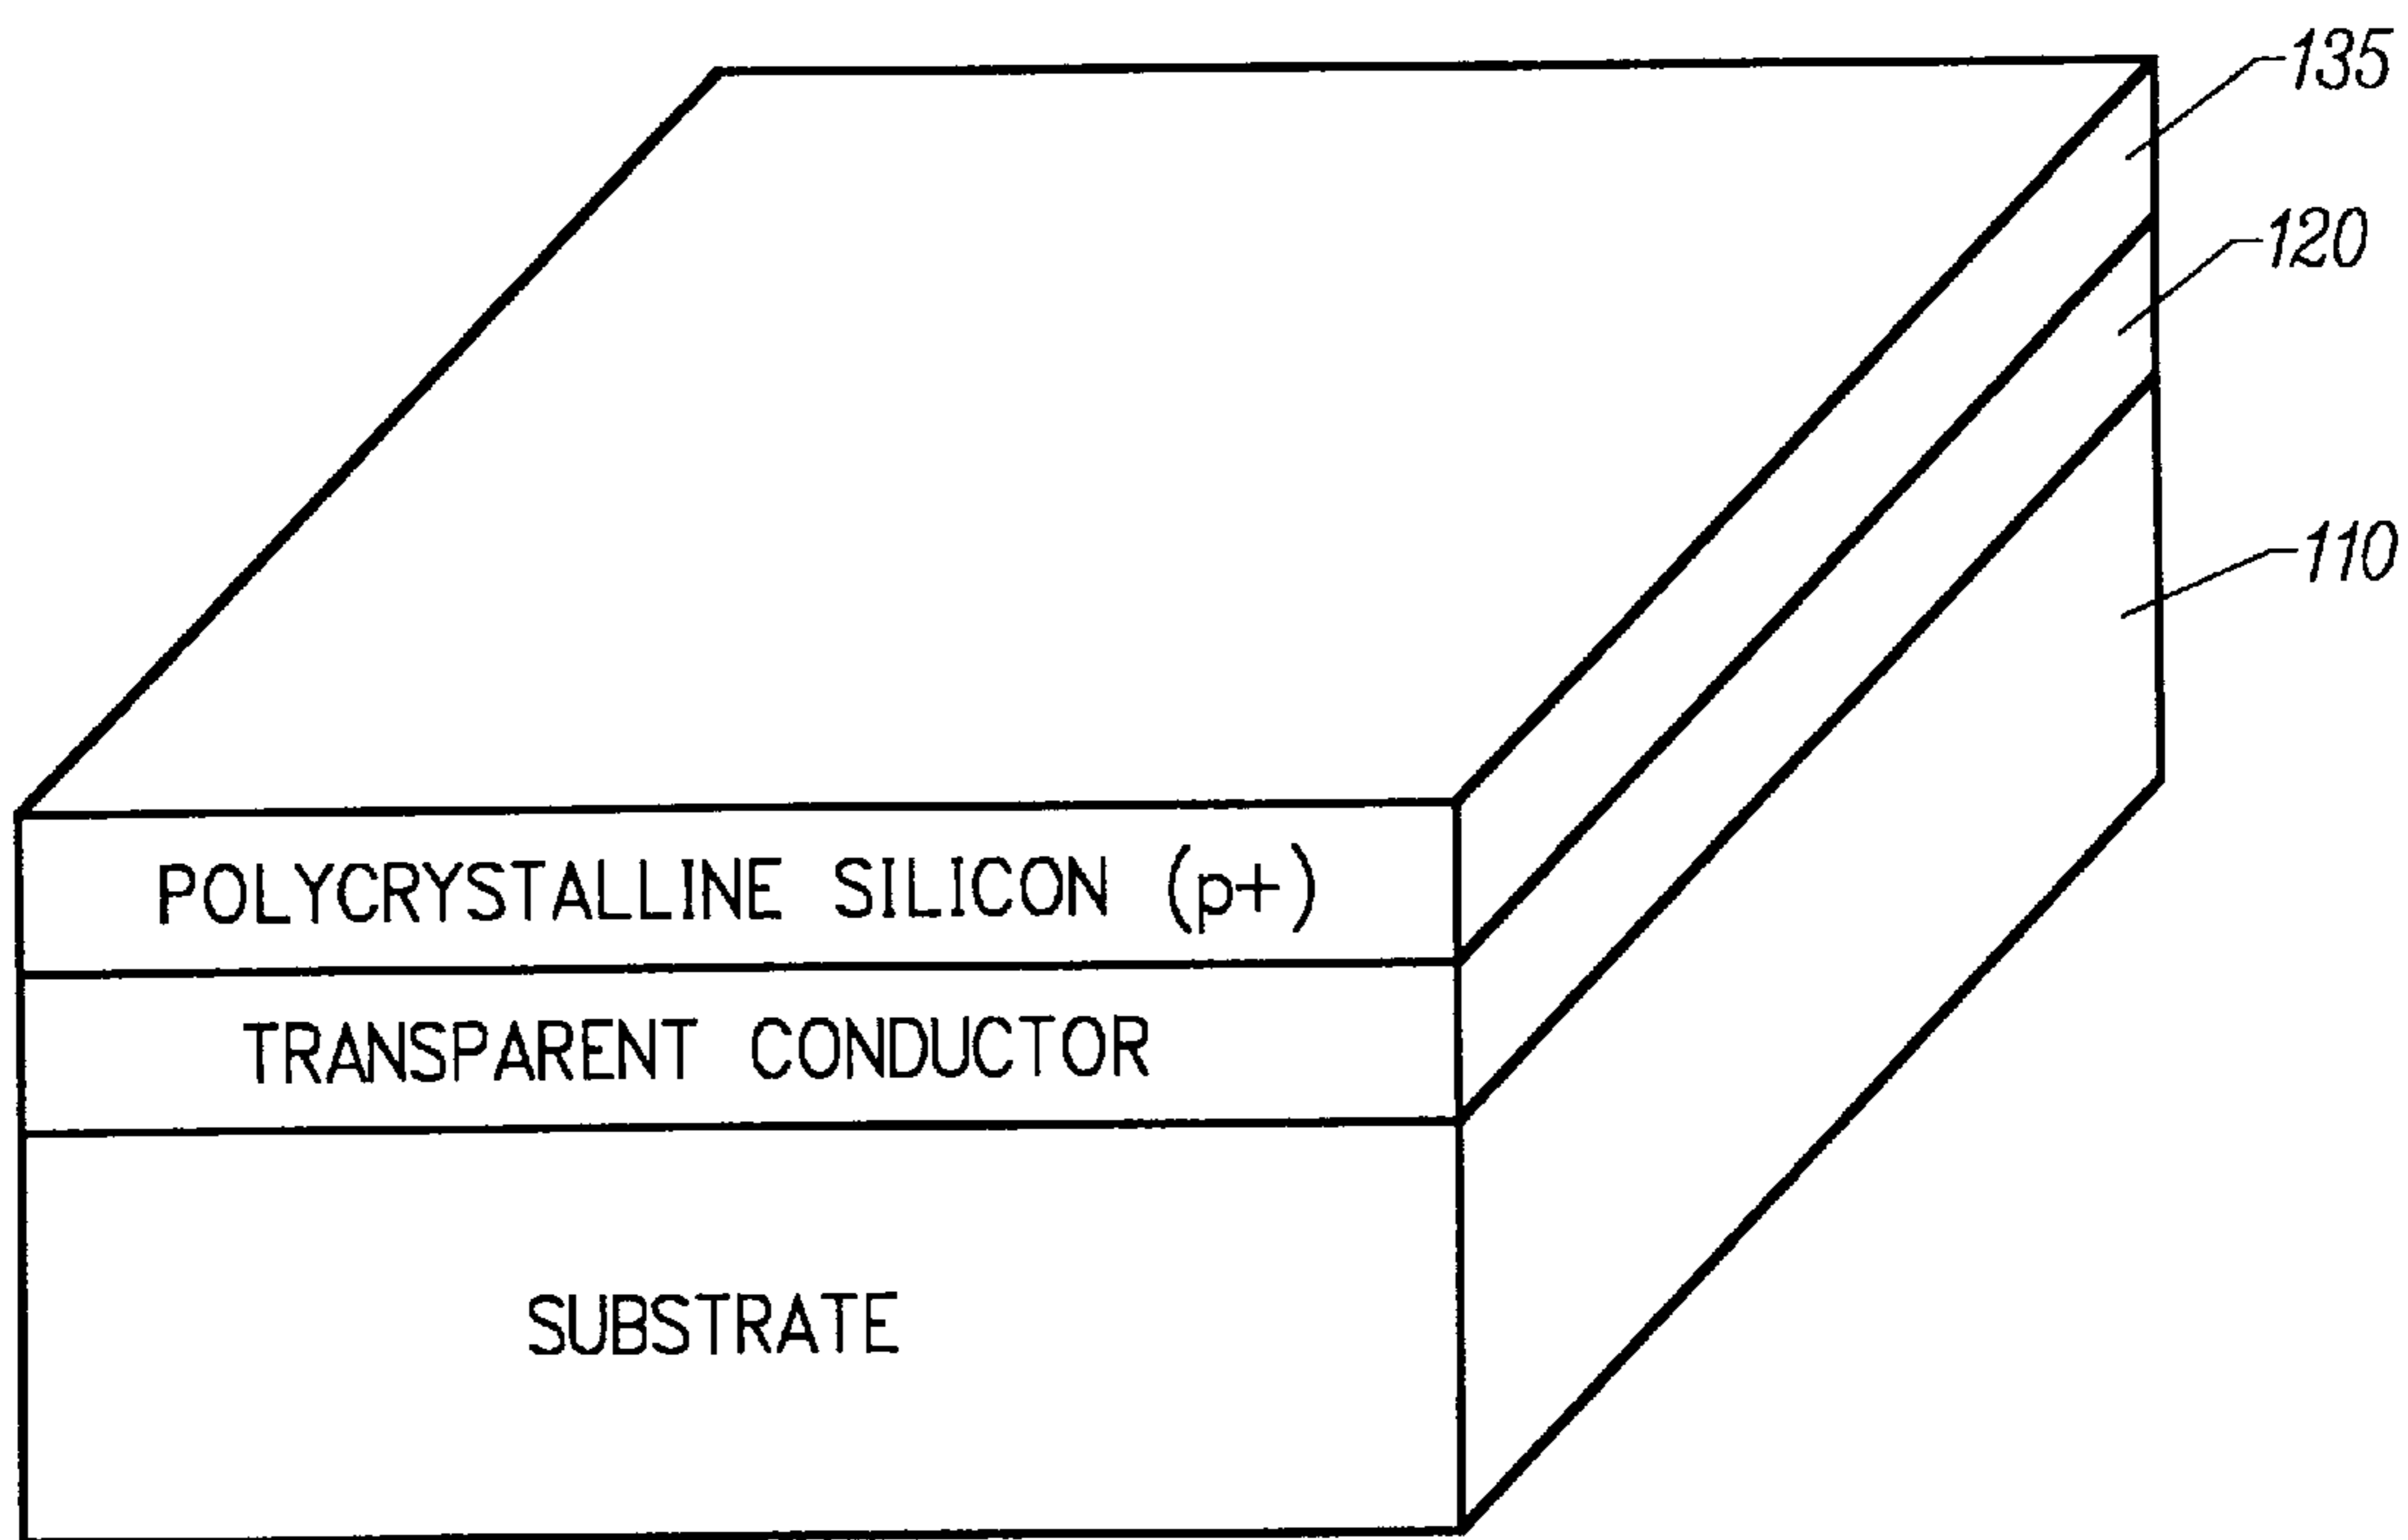 135
120
110
POLYCRYSTALLINE SILICON (p+)
TRANSPARENT CONDUCTOR
SUBSTRATE